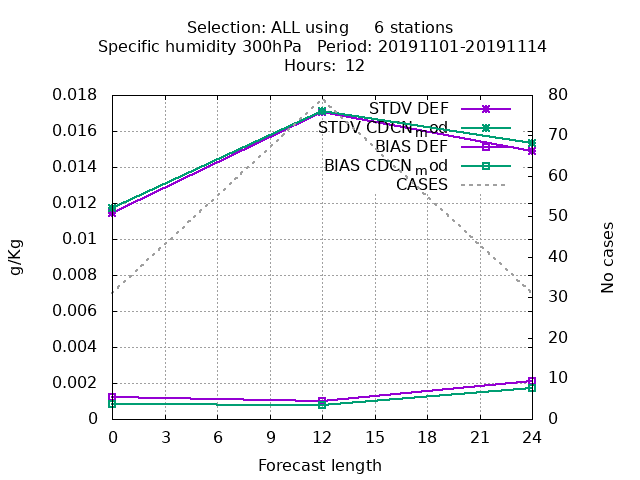 Selection: ALL using     6 stations
Specific humidity 300hPa   Period: 20191101-20191114
Hours: 12
STDV DEF
STDV CDCN_mod
BIAS DEF
BIAS CDCN_mod
CASES
0.018
0.016
0.014
0.012
0.01
0.008
0.006
0.004
0.002
0
g/Kg
80
70
60
50
40
30
20
10
0
No cases
0 3 6 9 12 15 18 21 24
Forecast length